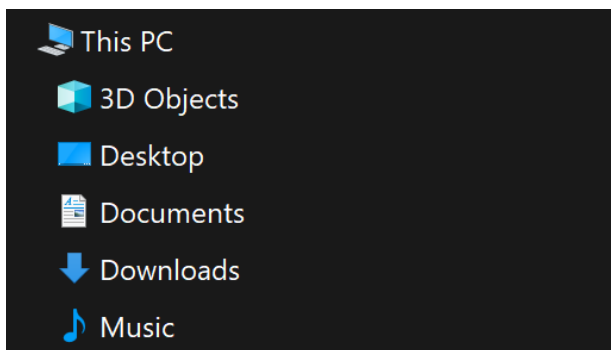 This PC
3D Objects
Desktop
Documents
Downloads
Music